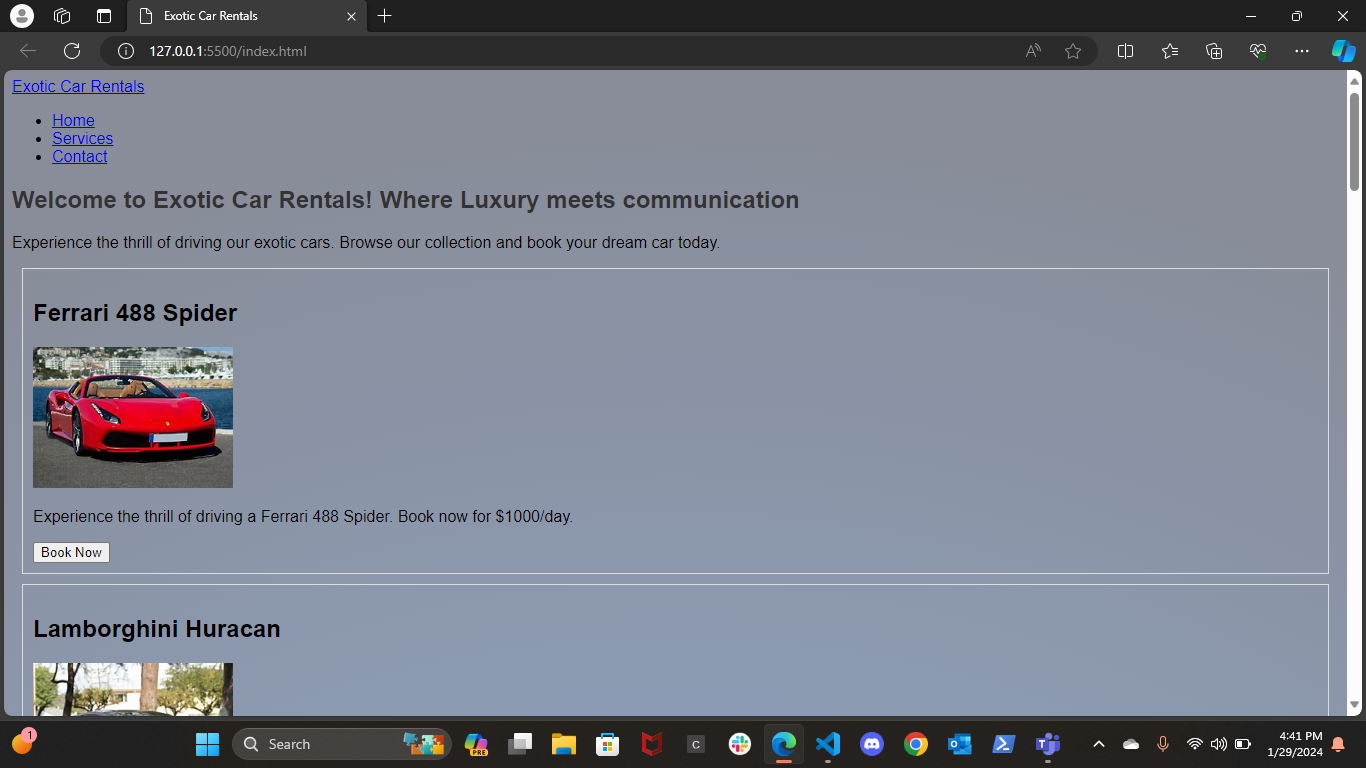 Exotic Car Rentals
127.0.0.1:5500/index.html
Exotic Car Rentals
Home
Services
Contact
Welcome to Exotic Car Rentals! Where Luxury meets communication
Experience the thrill of driving our exotic cars. Browse our collection and book your dream car today.
Ferrari 488 Spider
Experience the thrill of driving a Ferrari 488 Spider. Book now for $1000/day.
Book Now
Lamborghini Huracan
1
Search
PRE
C
4:41 PM
1/29/2024